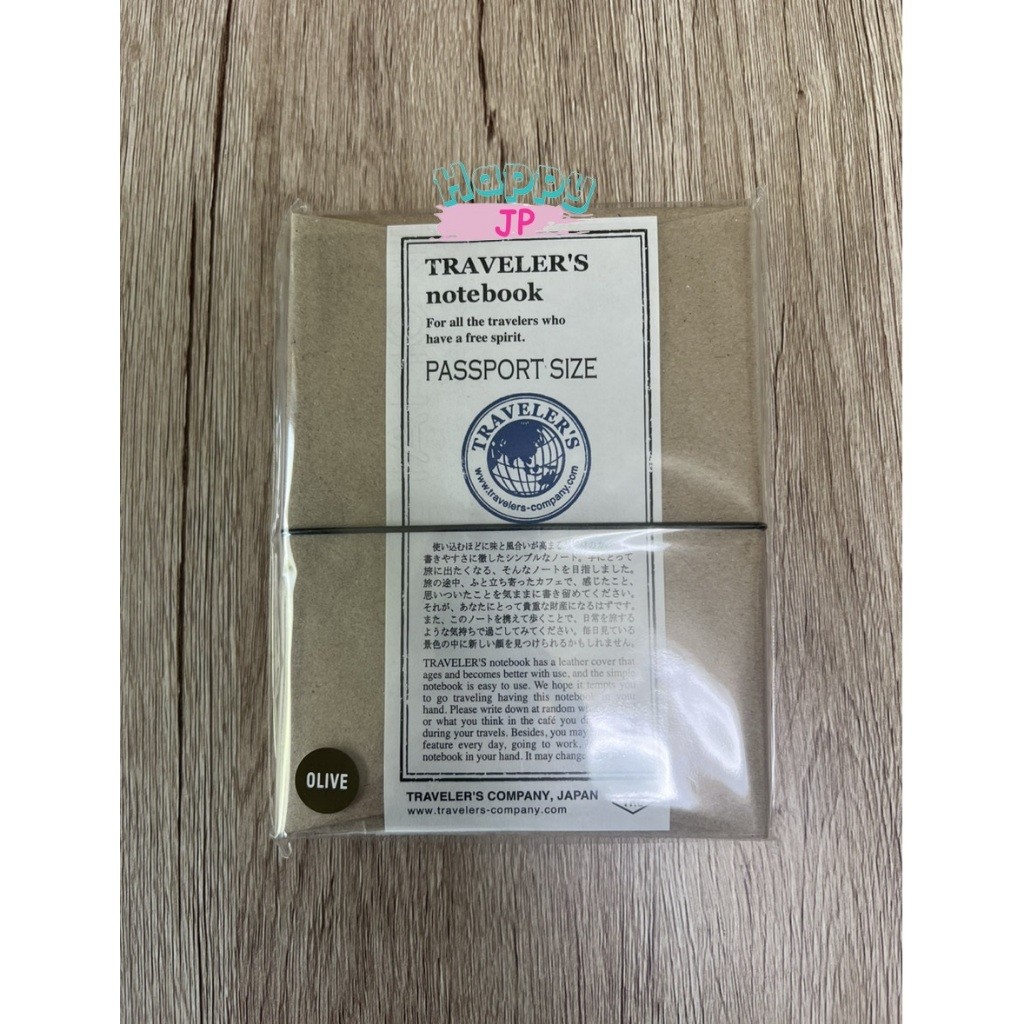 Happy
JP
TRAVELER'S
notebook
For all the travelers who
have a free spirit.
PASSPORT SIZE
TRAVELER'S
www.travelers-company.com
使い込むほどに味と風合いが高ま
書きやすさに徹したシンプルなノート。手にとって
旅に出たくなる、そんなノートを目指しました。
旅の途中、ふと立ち寄ったカフェで、感じたこと、
思いついたことを気ままに書き留めてください。
それが、あなたにとって貴重な財産になるはずです。
また、このノートを携えて歩くことで、日常を旅する
ような気持ちで過ごしてみてください。毎日見ている
景色の中に新しい顔を見つけられるかもしれません。
TRAVELER'S notebook has a leather cover that
ages and becomes better with use, and the simple
notebook is easy to use. We hope it tempts you
to go traveling having this notebook in your
hand. Please write down at random
or what you think in the café you
during your travels. Besides, you may
feature every day, going to work,
notebook in your hand. It may change
OLIVE
TRAVELER'S COMPANY, JAPAN
www.travelers-company.com